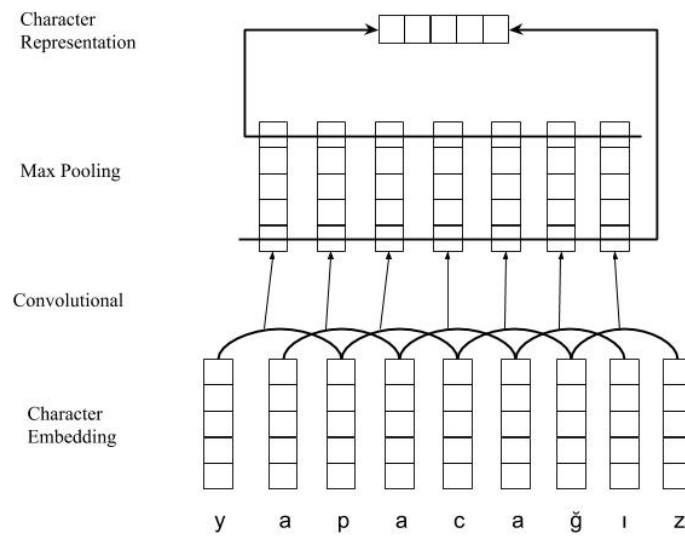 Character
Representation
Max Pooling
Convolutional
Character
Embedding
y a p a c a ğ ı z